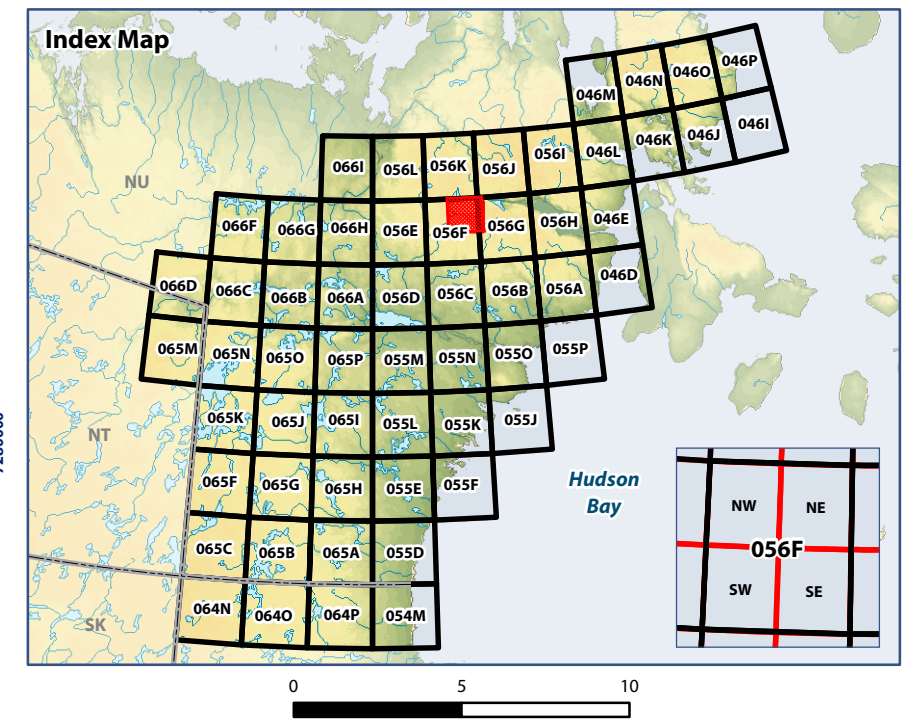 Index Map
046M 046N 046O 046P
066I 056L 056K 056J 056I 046L 046K 046J 046I
NU
066F 066G 066H 056E 056F 056G 056H 046E
066D 066C 066B 066A 056D 056C 056B 056A 046D
065M 065N 065O 065P 055M 055N 055O 055P
NT
065K 065J 065I 055L 055K 055J
065F 065G 065H 055E 055F
Hudson
Bay
065C 065B 065A 055D
SK
064N 064O 064P 054M
NW NE
056F
SW SE
0 5 10